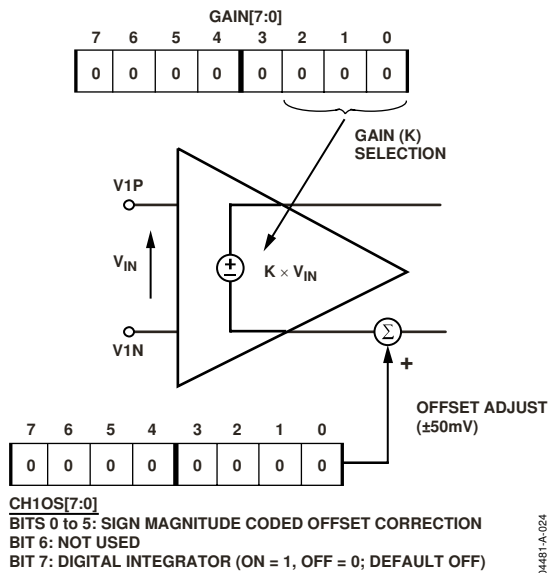 GAIN[7:0]
7 6 5 4 3 2 1 0
0 0 0 0 0 0 0 0
GAIN (K)
SELECTION
V1P
VIN
K × VIN
V1N
Σ
+
OFFSET ADJUST
(±50mV)
7 6 5 4 3 2 1 0
0 0 0 0 0 0 0 0
CH1OS[7:0]
BITS 0 to 5: SIGN MAGNITUDE CODED OFFSET CORRECTION
BIT 6: NOT USED
BIT 7: DIGITAL INTEGRATOR (ON = 1, OFF = 0; DEFAULT OFF)
04481-A-024